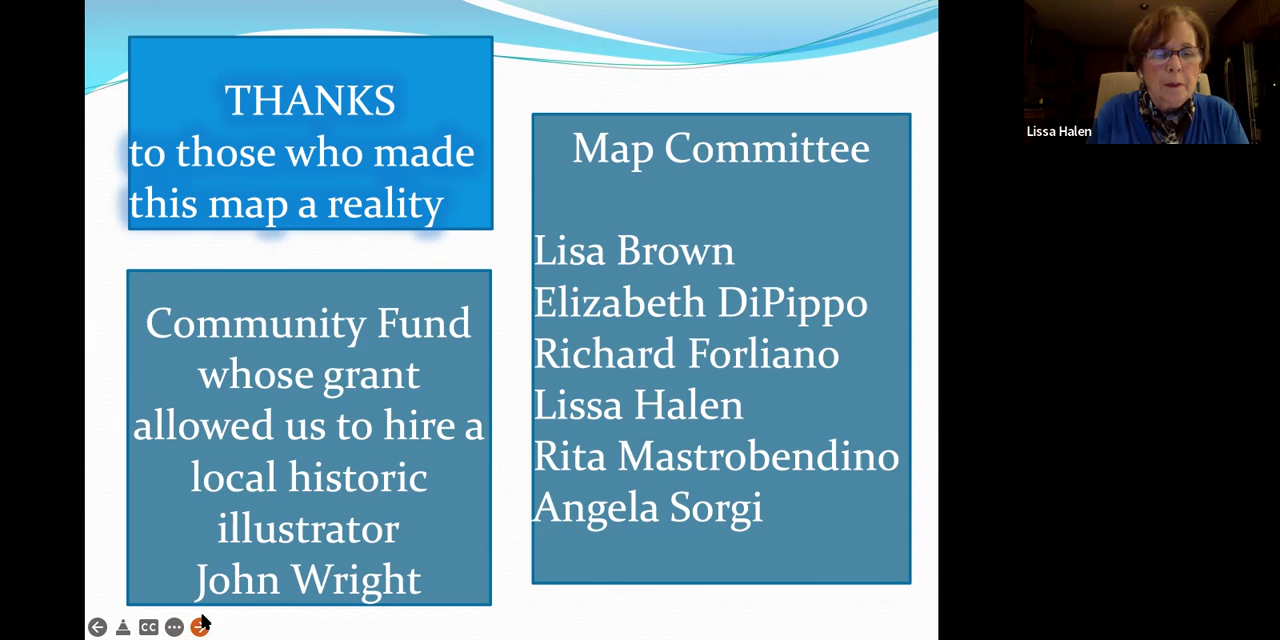 THANKS
to those who made
this map a reality
Community Fund
whose grant
allowed us to hire a
local historic
illustrator
John Wright
Map Committee
Lisa Brown
Elizabeth DiPippo
Richard Forliano
Lissa Halen
Rita Mastrobendino
Angela Sorgi
Lissa Halen
CC